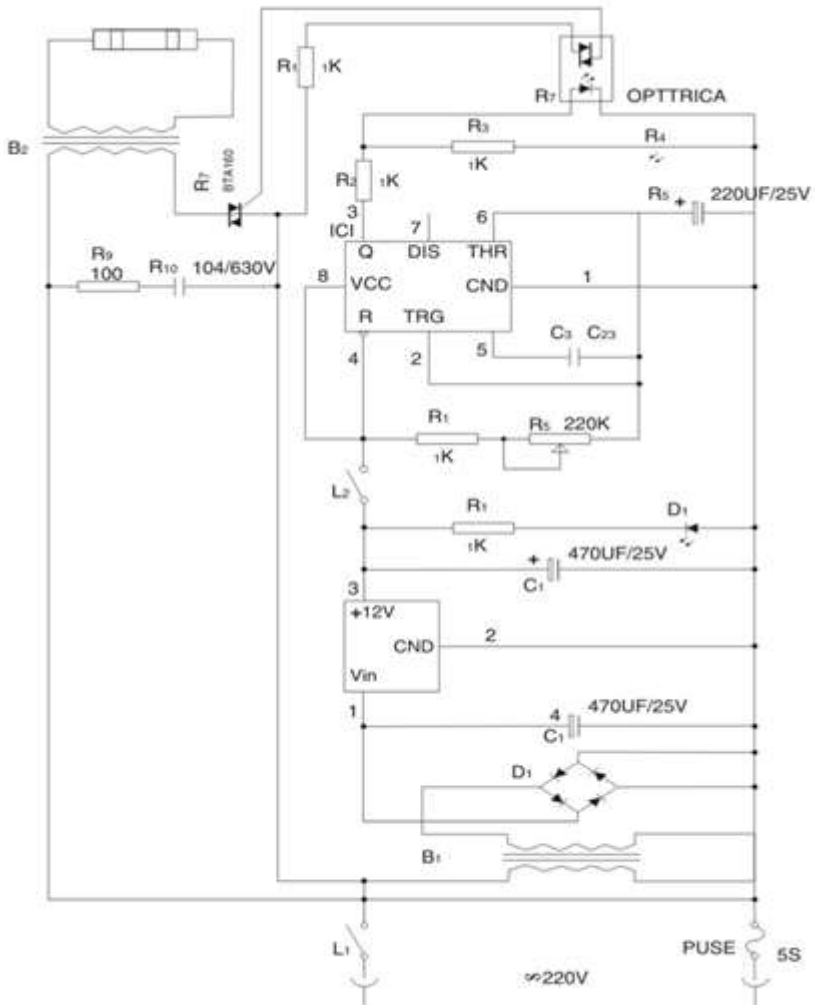 R1 1K
R7 OPTTRICA
B2
R7
BTA160
R3
1K
R4
R2 1K
R5 + 220UF/25V
3 7 6
ICI
Q DIS THR
8 VCC CND 1
R9
100
R10 104/630V
R TRG
4 2 5
C3 C23
R1
1K
R5 220K
L2
R1
1K
D1
+ 470UF/25V
C1
3
+12V
CND 2
Vin
1
4 470UF/25V
C1
D1
B1
L1
PUSE 5S
∽220V